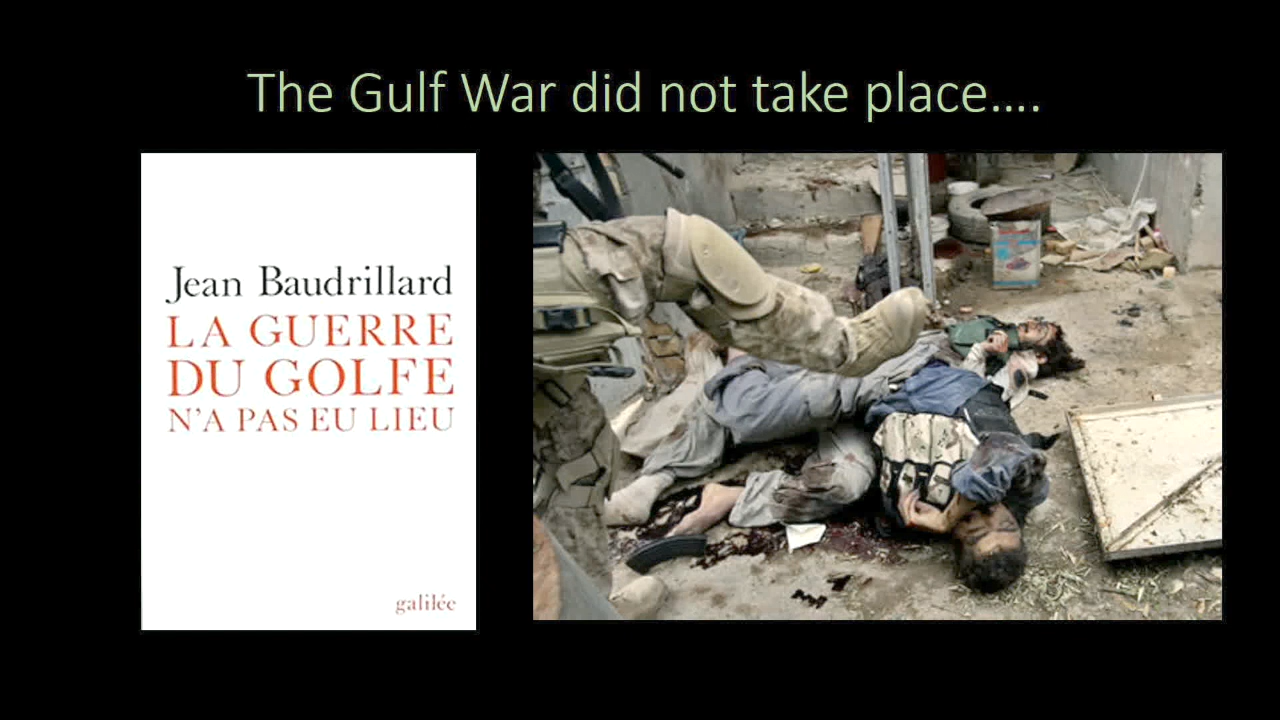 The Gulf War did not take place....
Jean Baudrillard
LA GUERRE
DU GOLFE
N'A PAS EU LIEU
galilée